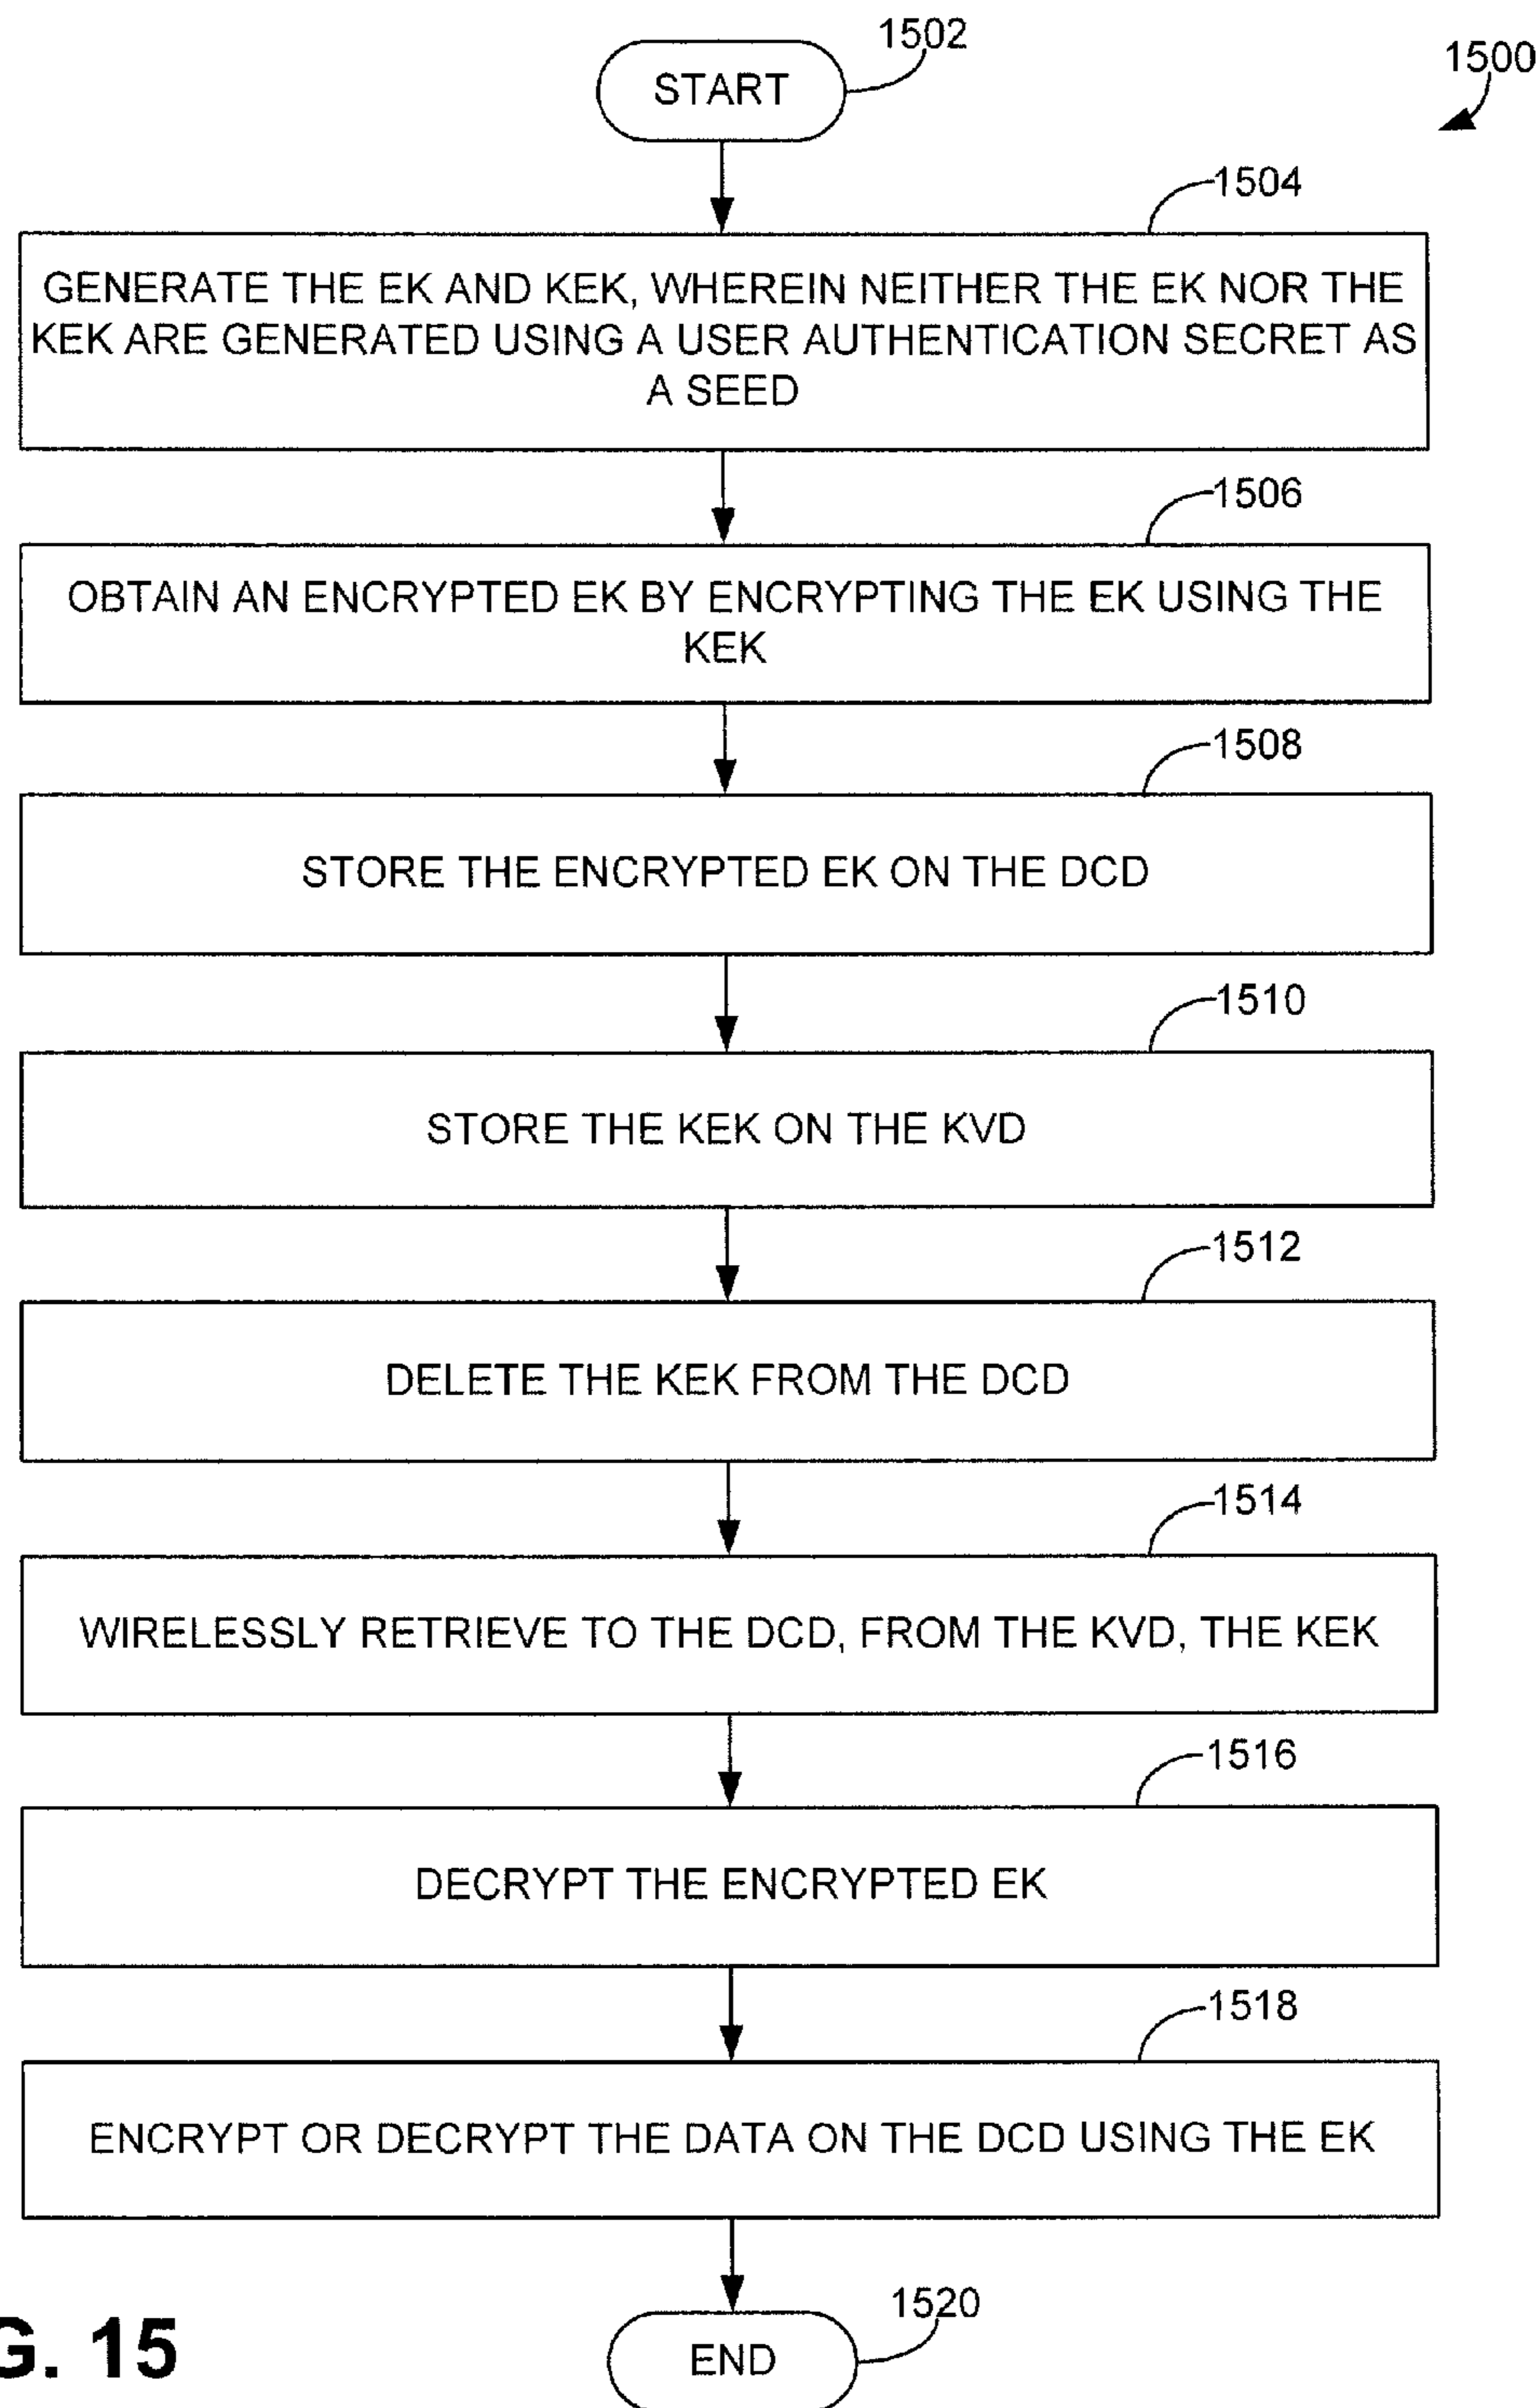 1502
START
1500
1504
GENERATE THE EK AND KEK, WHEREIN NEITHER THE EK NOR THE
KEK ARE GENERATED USING A USER AUTHENTICATION SECRET AS
A SEED
1506
OBTAIN AN ENCRYPTED EK BY ENCRYPTING THE EK USING THE
KEK
1508
STORE THE ENCRYPTED EK ON THE DCD
1510
STORE THE KEK ON THE KVD
1512
DELETE THE KEK FROM THE DCD
1514
WIRELESSLY RETRIEVE TO THE DCD, FROM THE KVD, THE KEK
1516
DECRYPT THE ENCRYPTED EK
1518
ENCRYPT OR DECRYPT THE DATA ON THE DCD USING THE EK
1520
END
G. 15